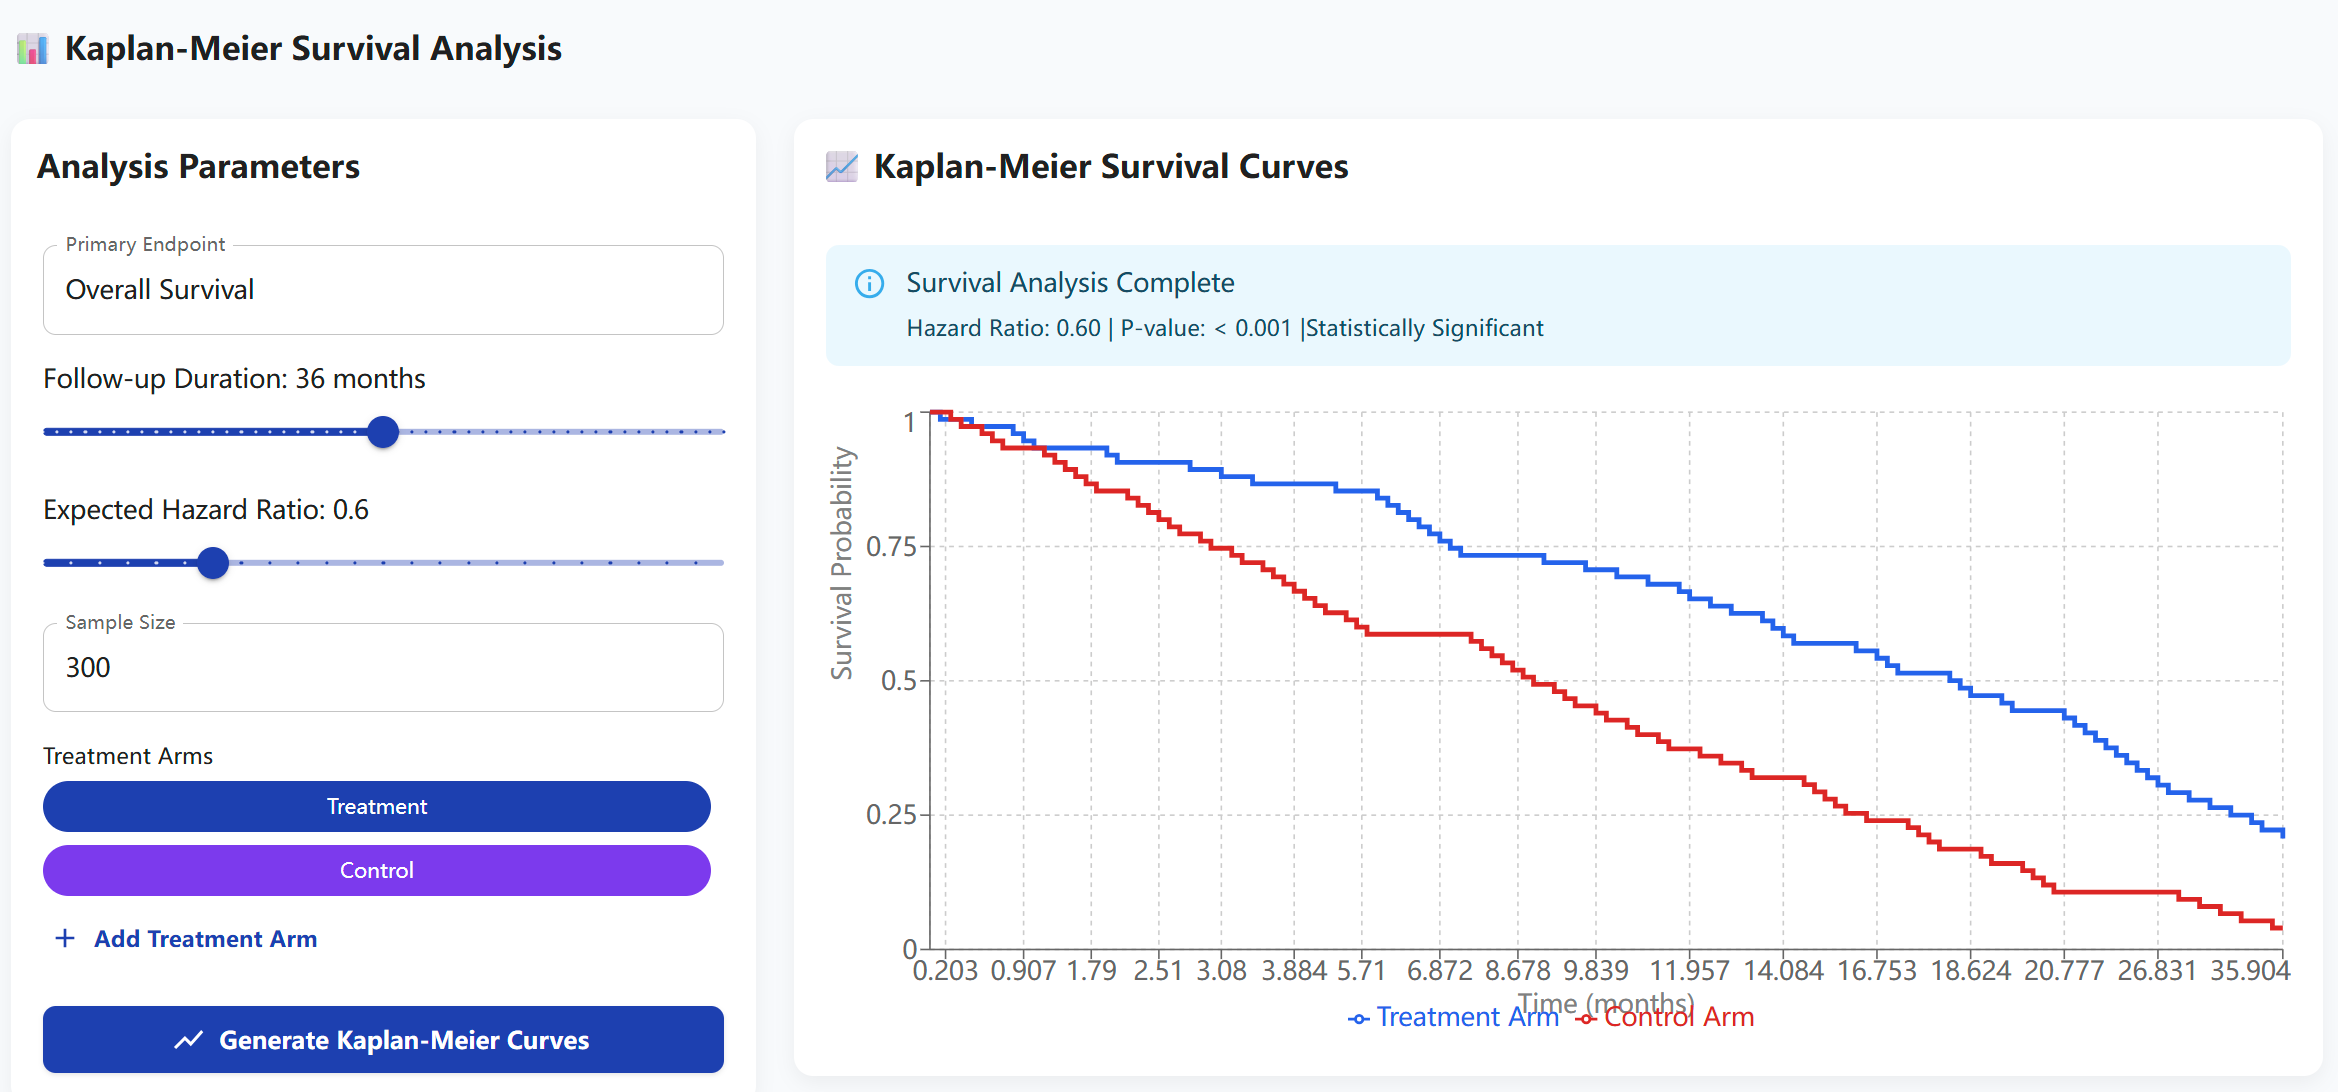 Kaplan-Meier Survival Analysis
Analysis Parameters
Primary Endpoint
Overall Survival
Follow-up Duration: 36 months
Expected Hazard Ratio: 0.6
Sample Size
300
Treatment Arms
Treatment
Control
+ Add Treatment Arm
Generate Kaplan-Meier Curves
Kaplan-Meier Survival Curves
Survival Analysis Complete
Hazard Ratio: 0.60 | P-value: < 0.001 |Statistically Significant
Survival Probability
1
0.75
0.5
0.25
0
0.203 0.907 1.79 2.51 3.08 3.884 5.71 6.872 8.678 9.839 11.957 14.084 16.753 18.624 20.777 26.831 35.904
Time (months)
Treatment Arm Control Arm